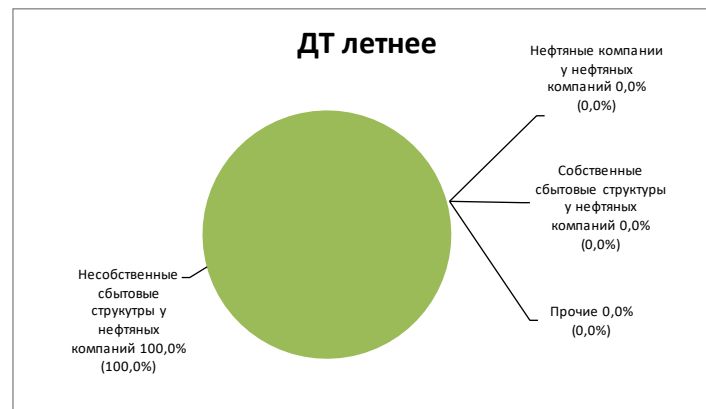 ДТ летнее
Нефтяные компании
у нефтяных
компаний 0,0%
(0,0%)
Собственные
сбытовые структуры
у нефтяных
компаний 0,0%
(0,0%)
Прочие 0,0%
(0,0%)
Несобственные
сбытовые
струкутры у
нефтяных
компаний 100,0%
(100,0%)